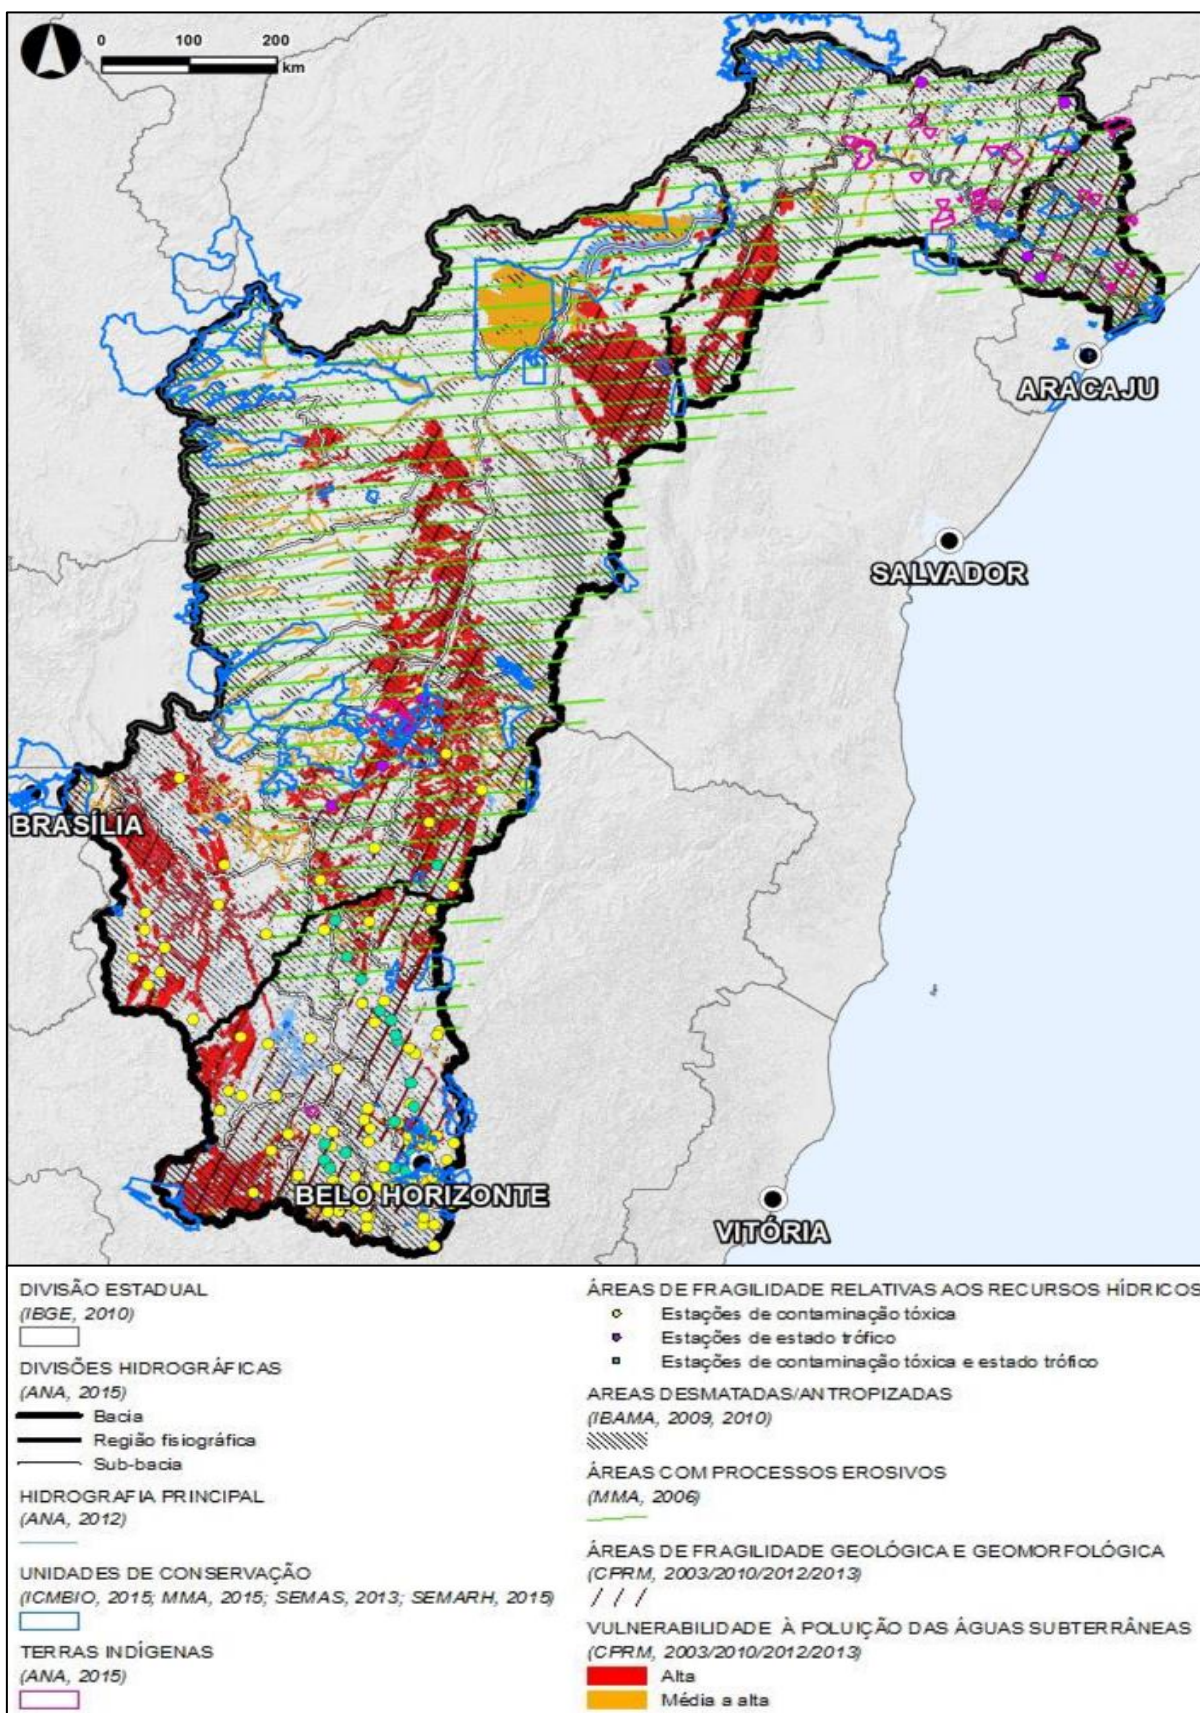 0 100 200
km
ARACAJU
SALVADOR
BRASÍLIA
BELO HORIZONTE
VITÓRIA
DIVISÃO ESTADUAL
(IBGE, 2010)
DIVISÕES HIDROGRÁFICAS
(ANA, 2015)
Bacia
Região fisiográfica
Sub-bacia
HIDROGRAFIA PRINCIPAL
(ANA, 2012)
UNIDADES DE CONSERVAÇÃO
(ICMBIO, 2015; MMA, 2015; SEMAS, 2013; SEMARH, 2015)
TERRAS INDÍGENAS
(ANA, 2015)
ÁREAS DE FRAGILIDADE RELATIVAS AOS RECURSOS HÍDRICOS
Estações de contaminação tóxica
Estações de estado trófico
Estações de contaminação tóxica e estado trófico
AREAS DESMATADAS/ANTROPIZADAS
(IBAMA, 2009, 2010)
ÁREAS COM PROCESSOS EROSIVOS
(MMA, 2006)
ÁREAS DE FRAGILIDADE GEOLÓGICA E GEOMORFOLÓGICA
(CPRM, 2003/2010/2012/2013)
VULNERABILIDADE À POLUIÇÃO DAS ÁGUAS SUBTERRÂNEAS
(CPRM, 2003/2010/2012/2013)
Alta
Média a alta